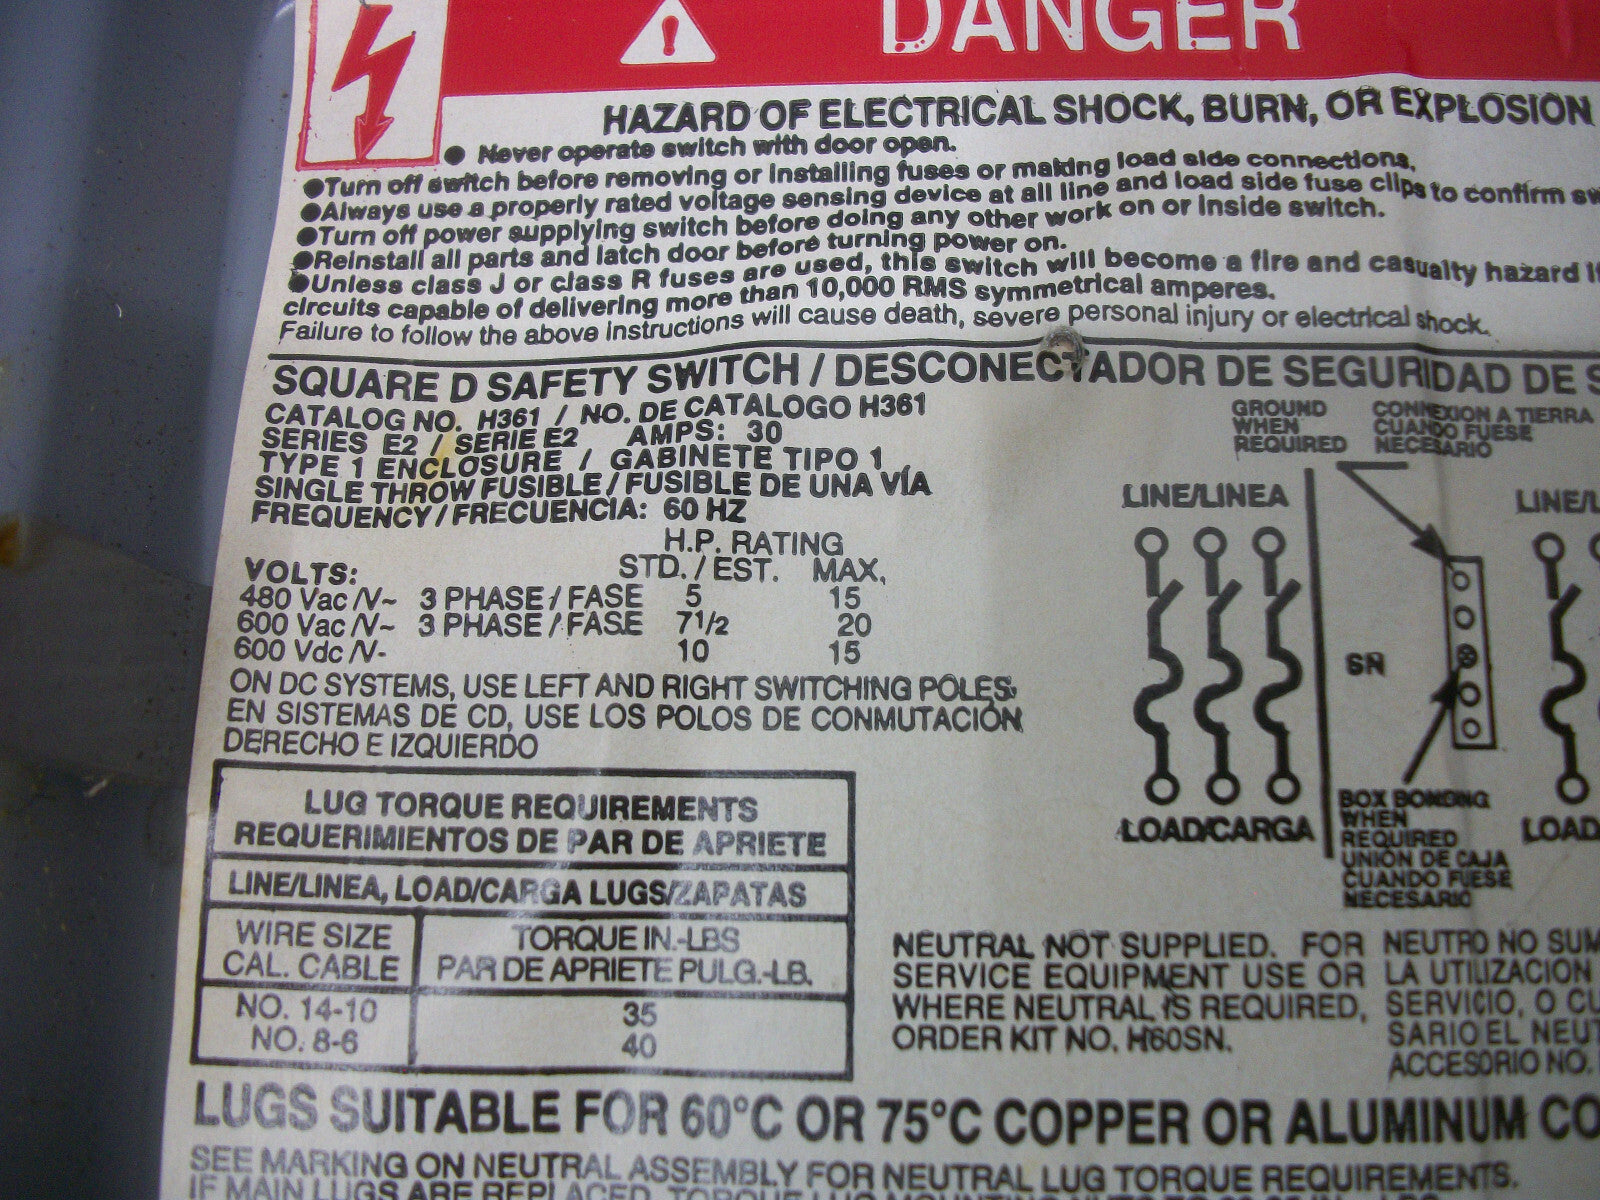 DANGER
HAZARD OF ELECTRICAL SHOCK, BURN, OR EXPLOSION
● Never operate switch with door open.
●Turn off switch before removing or installing fuses or making load side connections.
●Always use a properly rated voltage sensing device at all line and load side fuse clips to confirm sw
●Turn off power supplying switch before doing any other work on or inside switch.
●Reinstall all parts and latch door before turning power on.
●Unless class J or class R fuses are used, this switch will become a fire and casualty hazard if
circuits capable of delivering more than 10,000 RMS symmetrical amperes.
Failure to follow the above instructions will cause death, severe personal injury or electrical shock.
SQUARE D SAFETY SWITCH / DESCONECTADOR DE SEGURIDAD DE S
CATALOG NO. H361 / NO. DE CATALOGO H361
SERIES E2 / SERIE E2 AMPS: 30
TYPE 1 ENCLOSURE / GABINETE TIPO 1
SINGLE THROW FUSIBLE / FUSIBLE DE UNA VÍA
FREQUENCY / FRECUENCIA: 60 HZ
H.P. RATING
VOLTS: STD. / EST. MAX.
480 Vac /V~ 3 PHASE / FASE 5 15
600 Vac /V~ 3 PHASE / FASE 7 1/2 20
600 Vdc /V- 10 15
ON DC SYSTEMS, USE LEFT AND RIGHT SWITCHING POLES.
EN SISTEMAS DE CD, USE LOS POLOS DE CONMUTACIÓN
DERECHO E IZQUIERDO
GROUND
WHEN
REQUIRED
CONNEXION A TIERRA
CUANDO FUESE
NECESARIO
LINE/LINEA
LINE/L
SN
LOAD/CARGA
LOAD
BOX BONDING
WHEN
REQUIRED
UNIÓN DE CAJA
CUANDO FUESE
NECESARIO
LUG TORQUE REQUIREMENTS
REQUERIMIENTOS DE PAR DE APRIETE
LINE/LINEA, LOAD/CARGA LUGS/ZAPATAS
WIRE SIZE TORQUE IN.-LBS
CAL. CABLE PAR DE APRIETE PULG.-LB.
NO. 14-10 35
NO. 8-6 40
NEUTRAL NOT SUPPLIED. FOR
SERVICE EQUIPMENT USE OR
WHERE NEUTRAL IS REQUIRED,
ORDER KIT NO. H60SN.
NEUTRO NO SUM
LA UTILIZACION
SERVICIO, O CU
SARIO EL NEUT
ACCESORIO NO.
LUGS SUITABLE FOR 60°C OR 75°C COPPER OR ALUMINUM CO
SEE MARKING ON NEUTRAL ASSEMBLY FOR NEUTRAL LUG TORQUE REQUIREMENTS.
IF MAIN LUGS ARE REPLACED, TORQUE LUG